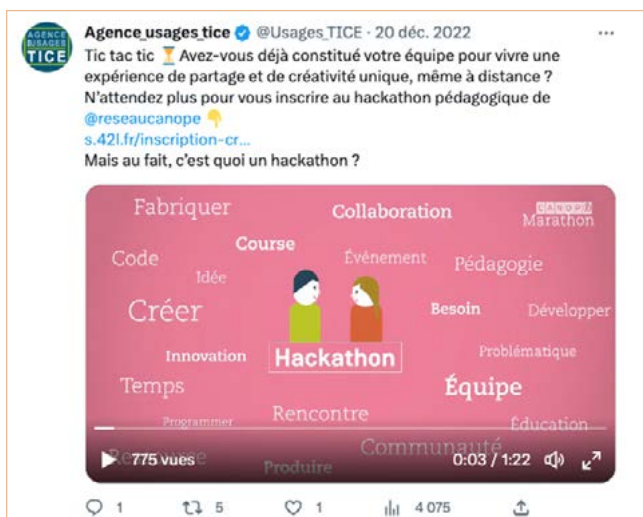 AGENCE
DES USAGES
TICE
Agence_usages_tice @Usages_TICE · 20 déc. 2022
Tic tac tic ⏳ Avez-vous déjà constitué votre équipe pour vivre une
expérience de partage et de créativité unique, même à distance ?
N’attendez plus pour vous inscrire au hackathon pédagogique de
@reseaucanope 👇
s.42l.fr/inscription-cr...
Mais au fait, c’est quoi un hackathon ?
Fabriquer Collaboration CANOPÉ
Marathon
Course
Code Événement Pédagogie
Idée
Créer Besoin Développer
Innovation Hackathon Problématique
Temps Équipe
Programmer Rencontre Éducation
Ressource Communauté
775 vues 0:03 / 1:22
Produire
1 5 1 4 075